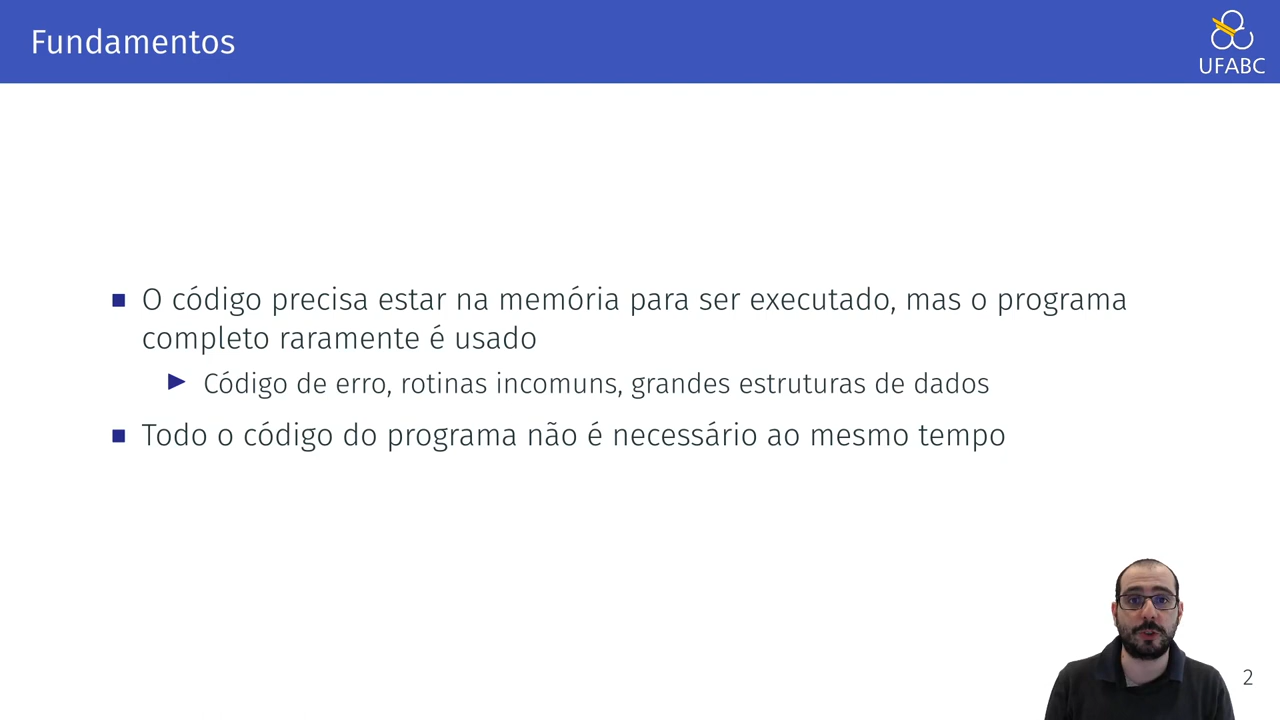 Fundamentos
UFABC
O código precisa estar na memória para ser executado, mas o programa
completo raramente é usado
Código de erro, rotinas incomuns, grandes estruturas de dados
Todo o código do programa não é necessário ao mesmo tempo
2